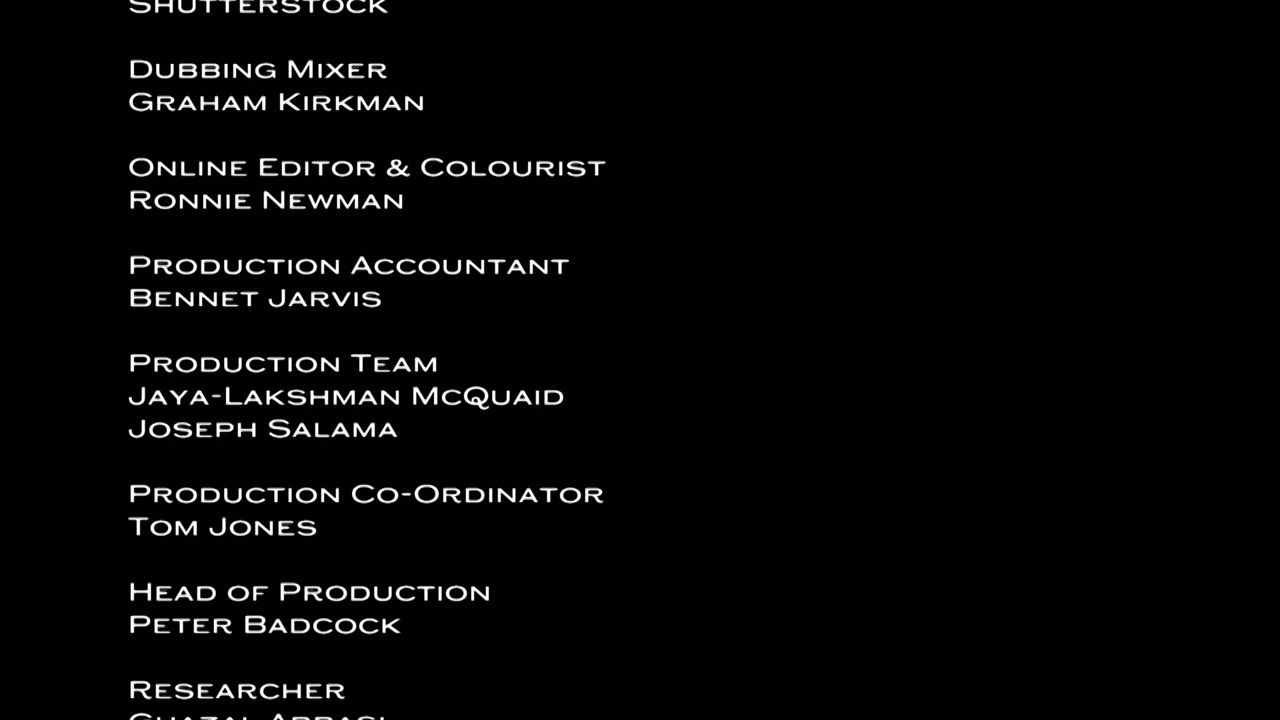 SHUTTERSTOCK
DUBBING MIXER
GRAHAM KIRKMAN
ONLINE EDITOR & COLOURIST
RONNIE NEWMAN
PRODUCTION ACCOUNTANT
BENNET JARVIS
PRODUCTION TEAM
JAYA-LAKSHMAN MCQUAID
JOSEPH SALAMA
PRODUCTION CO-ORDINATOR
TOM JONES
HEAD OF PRODUCTION
PETER BADCOCK
RESEARCHER